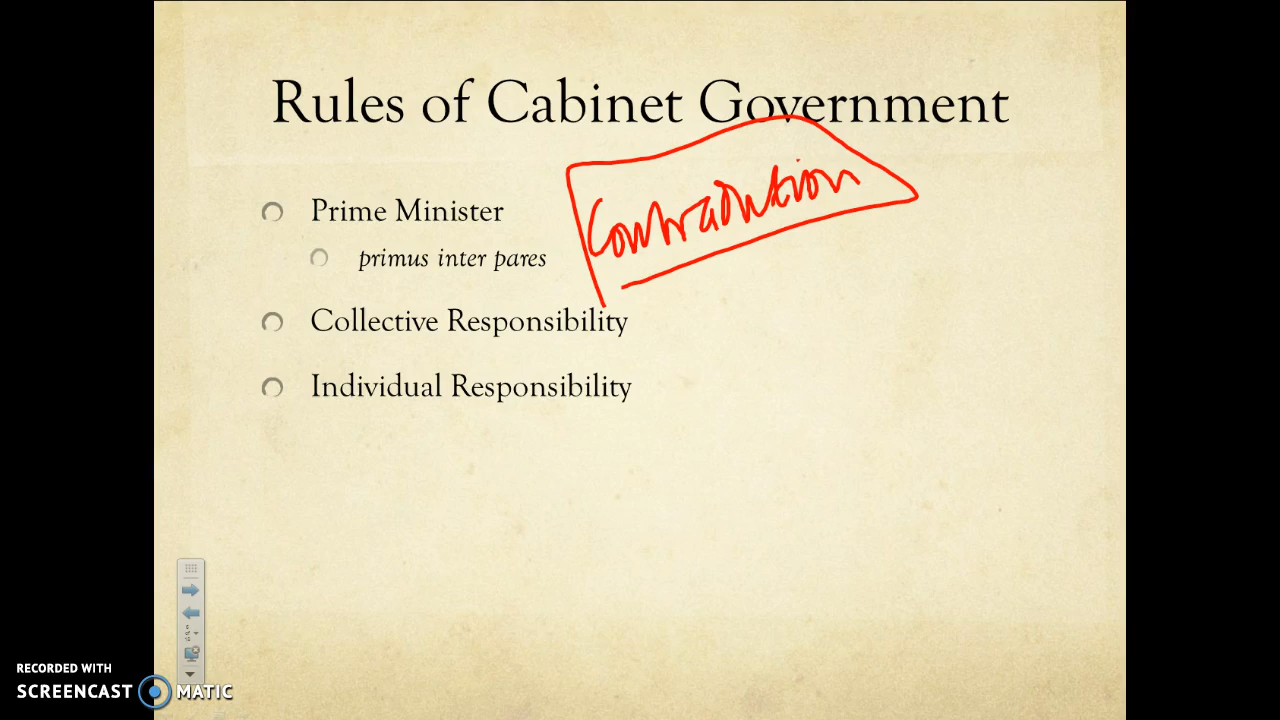 Rules of Cabinet Government
Contradiction
Prime Minister
primus inter pares
Collective Responsibility
Individual Responsibility
RECORDED WITH
SCREENCAST MATIC